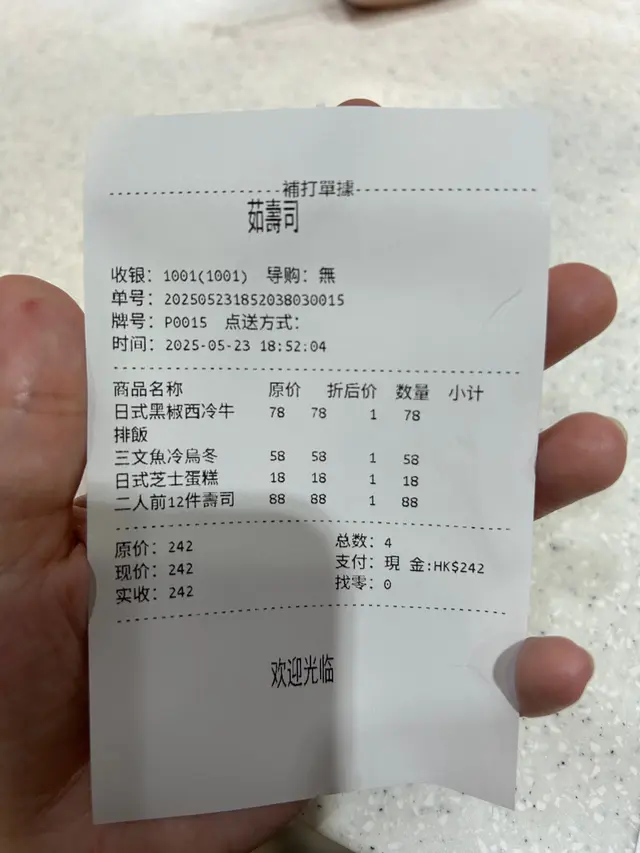 --------------------補打單據--------------------
茹壽司
收银: 1001(1001) 导购: 無
单号: 202505231852038030015
牌号: P0015 点送方式:
时间: 2025-05-23 18:52:04
商品名称 原价 折后价 数量 小计
日式黑椒西冷牛 78 78 1 78
排飯
三文魚冷烏冬 58 58 1 58
日式芝士蛋糕 18 18 1 18
二人前12件壽司 88 88 1 88
原价: 242 总数: 4
现价: 242 支付: 現 金:HK$242
实收: 242 找零: 0
欢迎光临